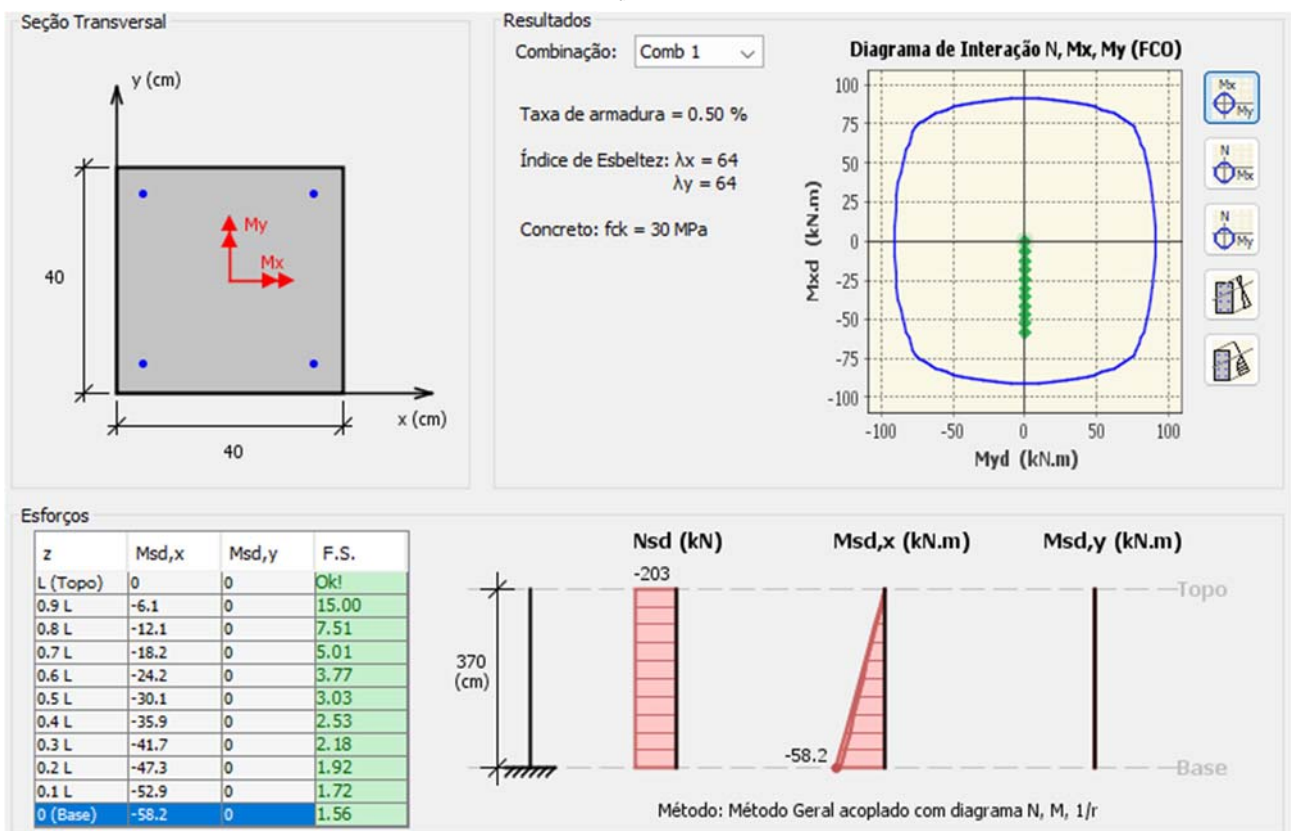 Seção Transversal
y (cm)
My
Mx
40
x (cm)
40
Resultados
Combinação: Comb 1
Taxa de armadura = 0.50 %
Índice de Esbeltez: λx = 64
λy = 64
Concreto: fck = 30 MPa
Diagrama de Interação N, Mx, My (FCO)
Mxd (kN.m)
100
75
50
25
0
-25
-50
-75
-100
-100 -50 0 50 100
Myd (kN.m)
Mx
My
N
Mx
N
My
Esforços
z Msd,x Msd,y F.S.
L (Topo) 0 0 Ok!
0.9 L -6.1 0 15.00
0.8 L -12.1 0 7.51
0.7 L -18.2 0 5.01
0.6 L -24.2 0 3.77
0.5 L -30.1 0 3.03
0.4 L -35.9 0 2.53
0.3 L -41.7 0 2.18
0.2 L -47.3 0 1.92
0.1 L -52.9 0 1.72
0 (Base) -58.2 0 1.56
Nsd (kN) Msd,x (kN.m) Msd,y (kN.m)
-203
Topo
370
(cm)
-58.2
Base
Método: Método Geral acoplado com diagrama N, M, 1/r